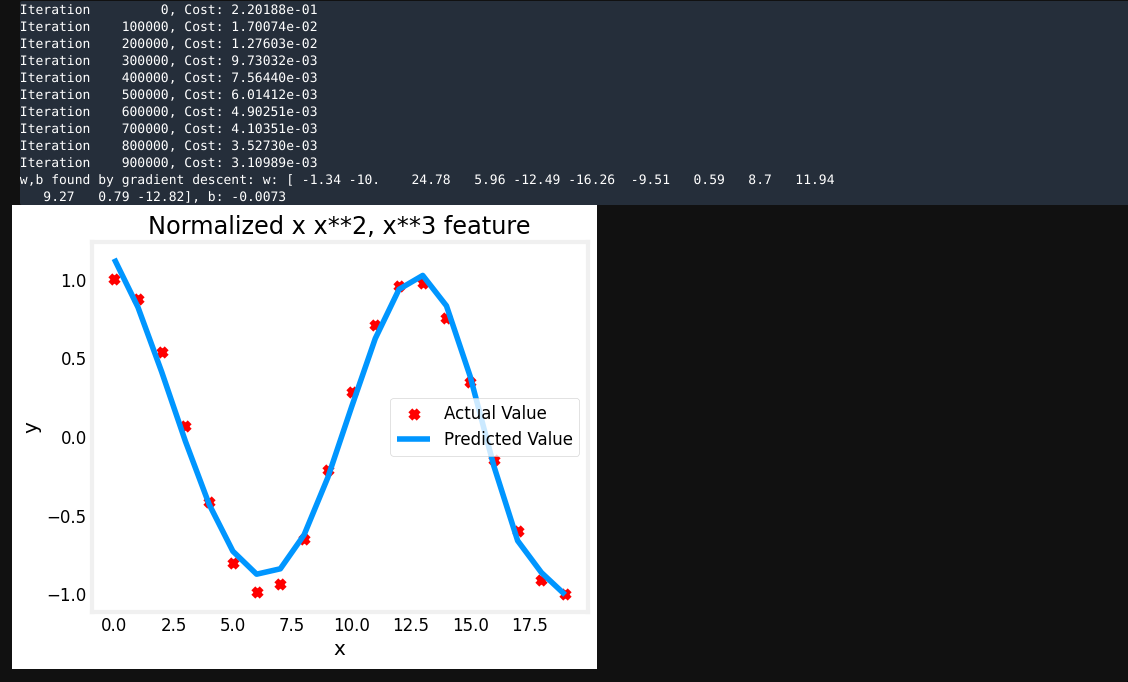 Iteration         0, Cost: 2.20188e-01
Iteration    100000, Cost: 1.70074e-02
Iteration    200000, Cost: 1.27603e-02
Iteration    300000, Cost: 9.73032e-03
Iteration    400000, Cost: 7.56440e-03
Iteration    500000, Cost: 6.01412e-03
Iteration    600000, Cost: 4.90251e-03
Iteration    700000, Cost: 4.10351e-03
Iteration    800000, Cost: 3.52730e-03
Iteration    900000, Cost: 3.10989e-03
w,b found by gradient descent: w: [ -1.34 -10.    24.78   5.96 -12.49 -16.26  -9.51   0.59   8.7   11.94
   9.27   0.79 -12.82], b: -0.0073
Normalized x x**2, x**3 feature
1.0
0.5
0.0
−0.5
−1.0
y
Actual Value
Predicted Value
0.0 2.5 5.0 7.5 10.0 12.5 15.0 17.5
x